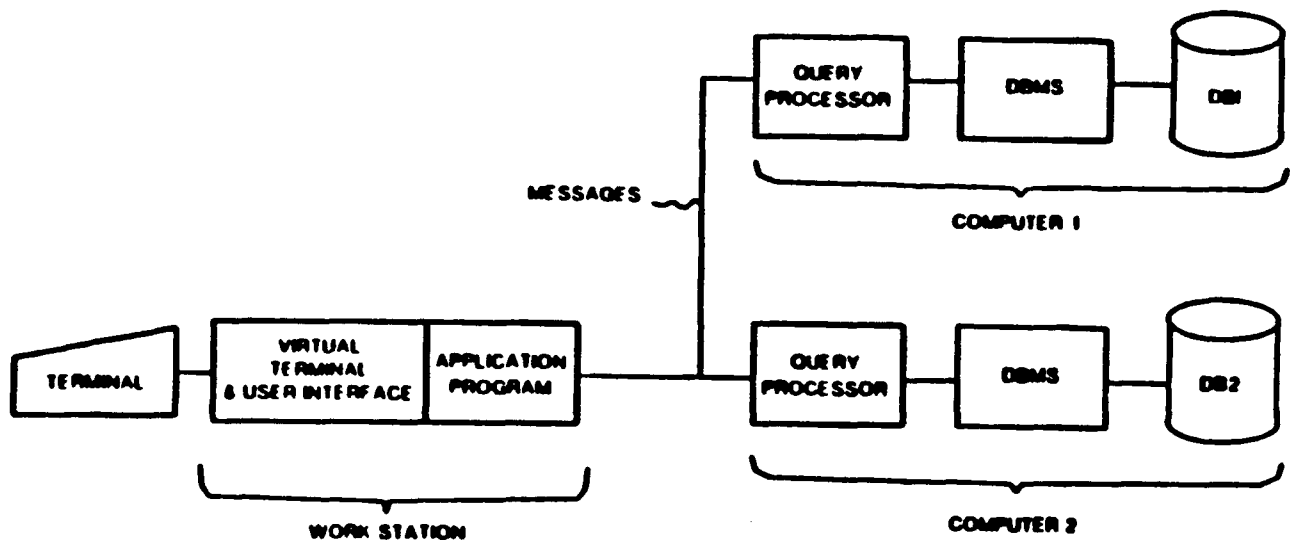 QUERY
PROCESSOR
DBMS
DB1
MESSAGES
COMPUTER 1
TERMINAL
VIRTUAL
TERMINAL
& USER INTERFACE
APPLICATION
PROGRAM
QUERY
PROCESSOR
DBMS
DB2
WORK STATION
COMPUTER 2